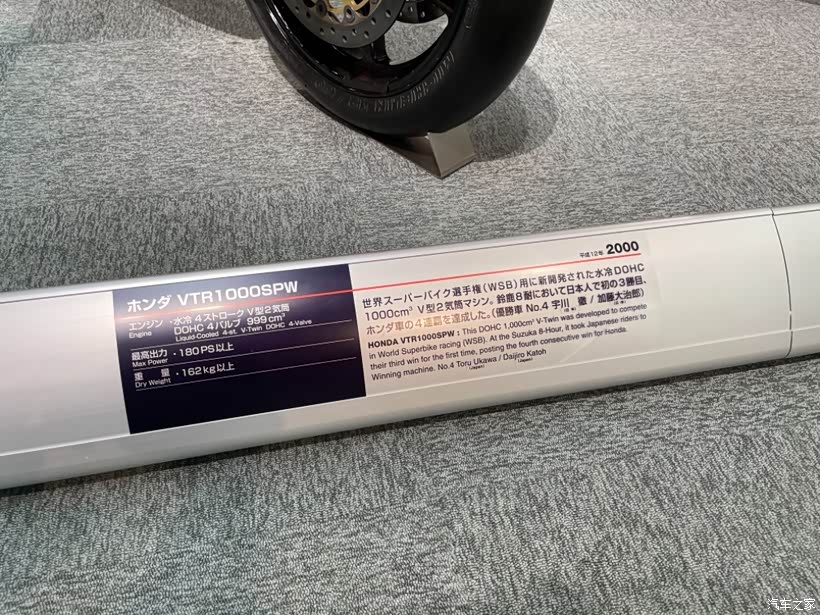 ホンダ VTR1000SPW
エンジン ・水冷 4ストローク V型2気筒
Engine DOHC 4バルブ 999cm³
Liquid-Cooled 4-st. V-Twin DOHC 4-Valve
最高出力 ・180PS以上
Max Power
重 量 ・162kg以上
Dry Weight
平成12年 2000
世界スーパーバイク選手権(WSB)用に新開発された水冷DOHC
1000cm³ V型2気筒マシン。鈴鹿8耐において日本人で初の3勝目、
ホンダ車の4連覇を達成した。(優勝車 No.4 宇川 徹 / 加藤大治郎)
HONDA VTR1000SPW : This DOHC 1,000cm³ V-Twin was developed to compete
in World Superbike racing (WSB). At the Suzuka 8-Hour, it took Japanese riders to
their third win for the first time, posting the fourth consecutive win for Honda.
Winning machine. No.4 Toru Ukawa / Daijiro Katoh
(Japan) (Japan)
汽车之家